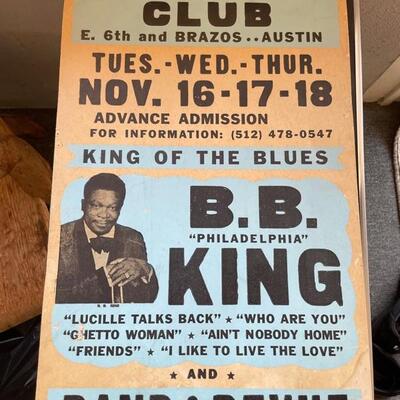 CLUB
E. 6th and BRAZOS..AUSTIN
TUES.-WED.-THUR.
NOV. 16-17-18
ADVANCE ADMISSION
FOR INFORMATION: (512) 478-0547
KING OF THE BLUES
B.B.
"PHILADELPHIA"
KING
"LUCILLE TALKS BACK" ★ "WHO ARE YOU"
"GHETTO WOMAN" ★ "AIN'T NOBODY HOME"
"FRIENDS" ★ "I LIKE TO LIVE THE LOVE"
★ AND ★
BAND & REVUE